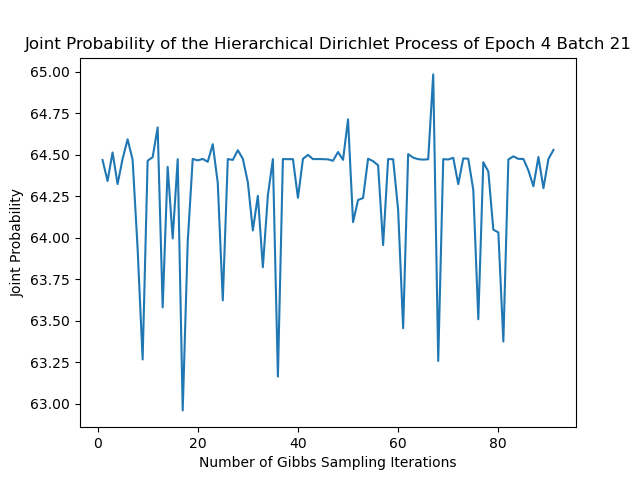 Joint Probability of the Hierarchical Dirichlet Process of Epoch 4 Batch 21
65.00
64.75
64.50
64.25
64.00
63.75
63.50
63.25
63.00
Joint Probability
0 20 40 60 80
Number of Gibbs Sampling Iterations